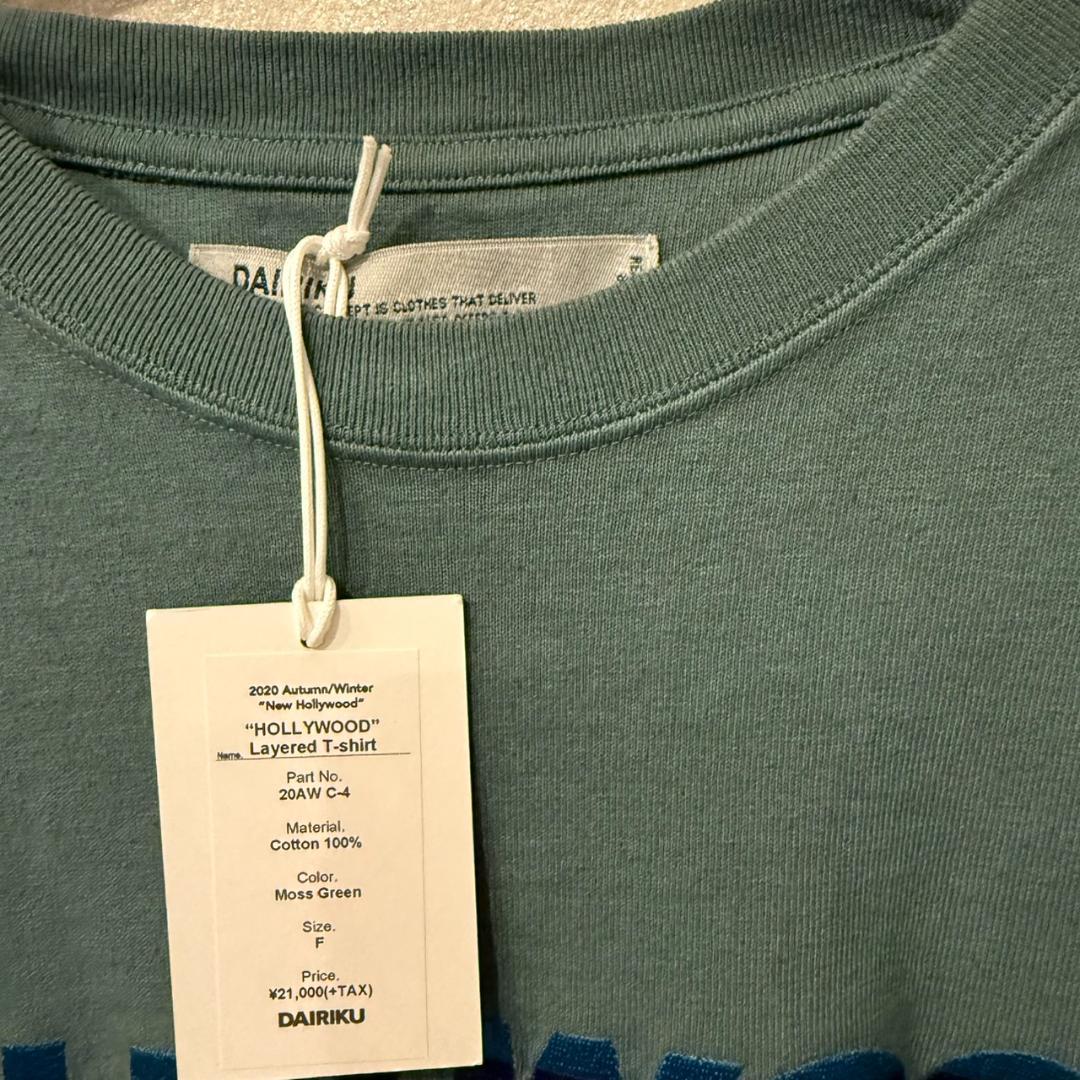 DAIRIKU
IS CLOTHES THAT DELIVER
2020 Autumn/Winter
"New Hollywood"
"HOLLYWOOD"
Name. Layered T-shirt
Part No.
20AW C-4
Material.
Cotton 100%
Color.
Moss Green
Size.
F
Price.
¥21,000(+TAX)
DAIRIKU